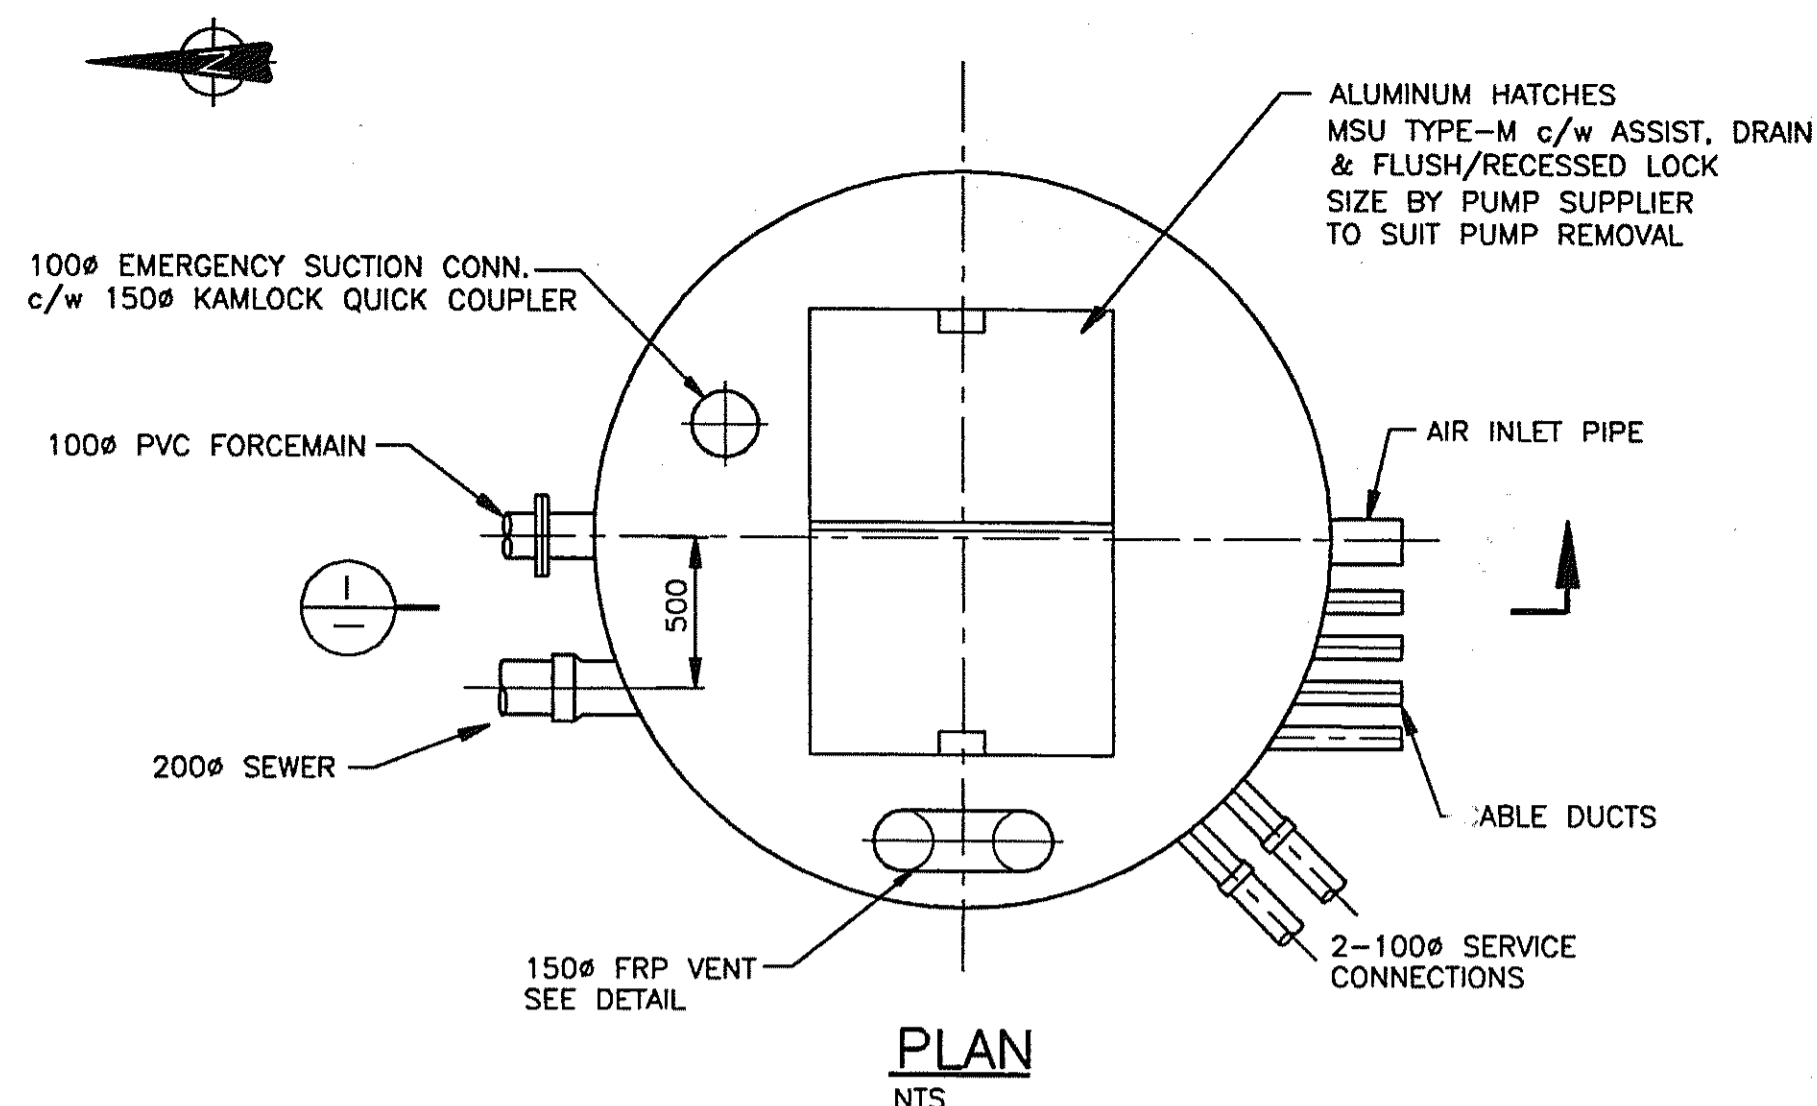 N
ALUMINUM HATCHES
MSU TYPE-M c/w ASSIST, DRAIN
& FLUSH/RECESSED LOCK
SIZE BY PUMP SUPPLIER
TO SUIT PUMP REMOVAL
100ø EMERGENCY SUCTION CONN.
c/w 150ø KAMLOCK QUICK COUPLER
100ø PVC FORCEMAIN
AIR INLET PIPE
500
200ø SEWER
ABLE DUCTS
150ø FRP VENT
SEE DETAIL
2-100ø SERVICE
CONNECTIONS
PLAN
NTS